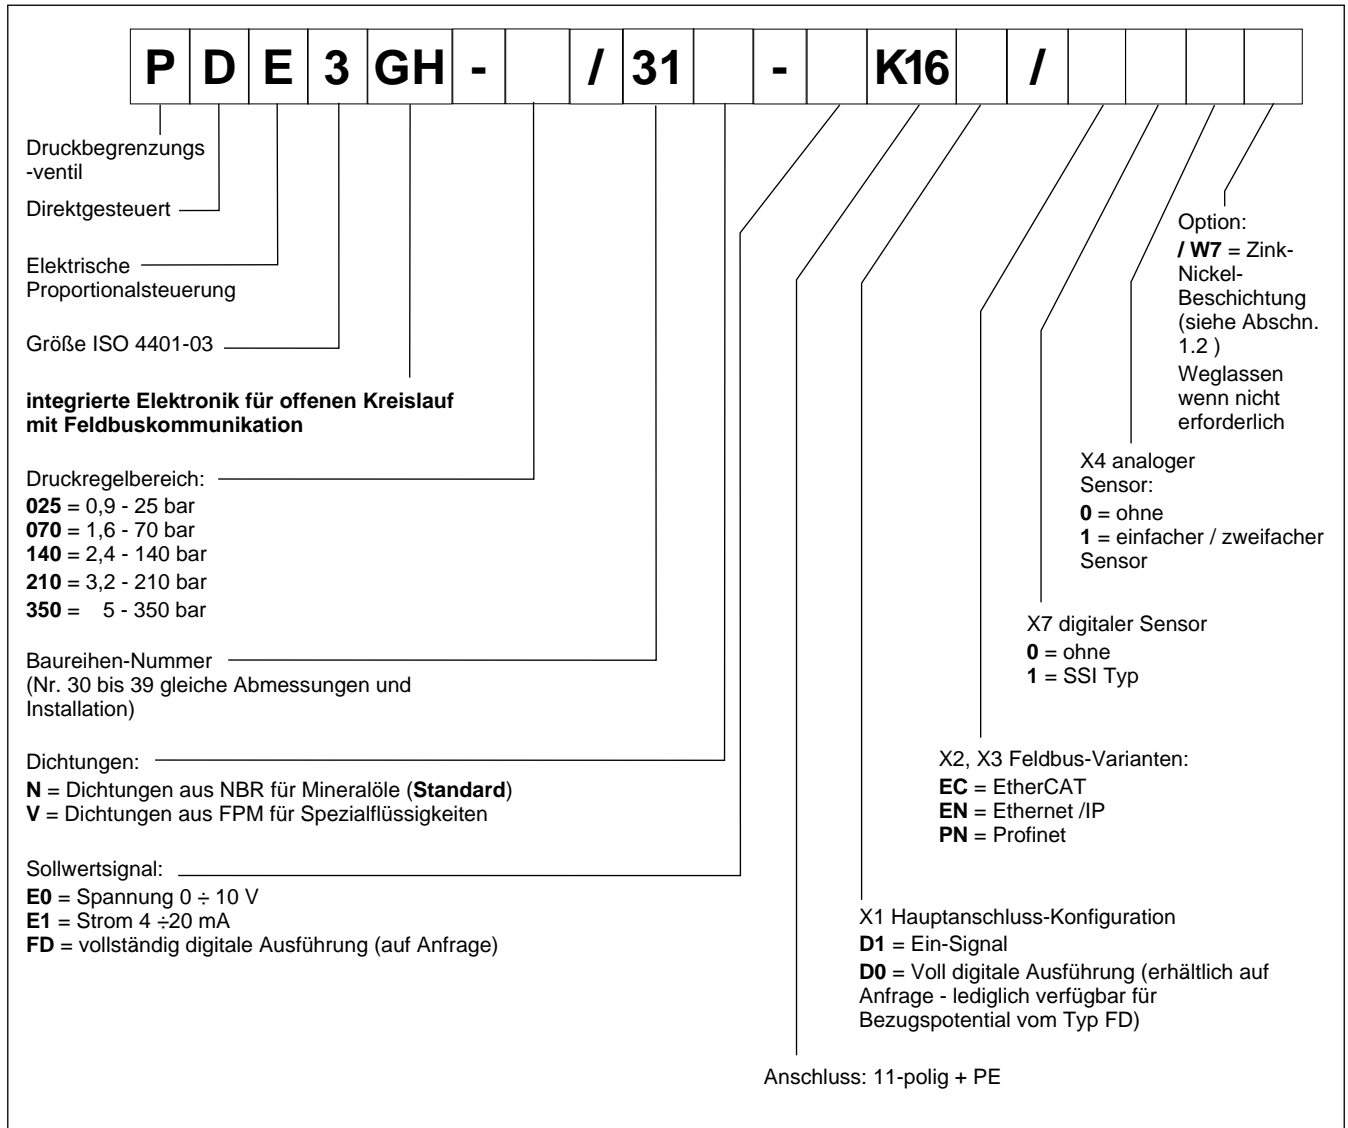 P D E 3 GH - / 31 - K16 /
Druckbegrenzungs
-ventil
Direktgesteuert
Elektrische
Proportionalsteuerung
Größe ISO 4401-03
integrierte Elektronik für offenen Kreislauf
mit Feldbuskommunikation
Druckregelbereich:
025 = 0,9 - 25 bar
070 = 1,6 - 70 bar
140 = 2,4 - 140 bar
210 = 3,2 - 210 bar
350 = 5 - 350 bar
Baureihen-Nummer
(Nr. 30 bis 39 gleiche Abmessungen und
Installation)
Dichtungen:
N = Dichtungen aus NBR für Mineralöle (Standard)
V = Dichtungen aus FPM für Spezialflüssigkeiten
Sollwertsignal:
E0 = Spannung 0 ÷ 10 V
E1 = Strom 4 ÷20 mA
FD = vollständig digitale Ausführung (auf Anfrage)
Option:
/ W7 = Zink-
Nickel-
Beschichtung
(siehe Abschn.
1.2 )
Weglassen
wenn nicht
erforderlich
X4 analoger
Sensor:
0 = ohne
1 = einfacher / zweifacher
Sensor
X7 digitaler Sensor
0 = ohne
1 = SSI Typ
X2, X3 Feldbus-Varianten:
EC = EtherCAT
EN = Ethernet /IP
PN = Profinet
X1 Hauptanschluss-Konfiguration
D1 = Ein-Signal
D0 = Voll digitale Ausführung (erhältlich auf
Anfrage - lediglich verfügbar für
Bezugspotential vom Typ FD)
Anschluss: 11-polig + PE